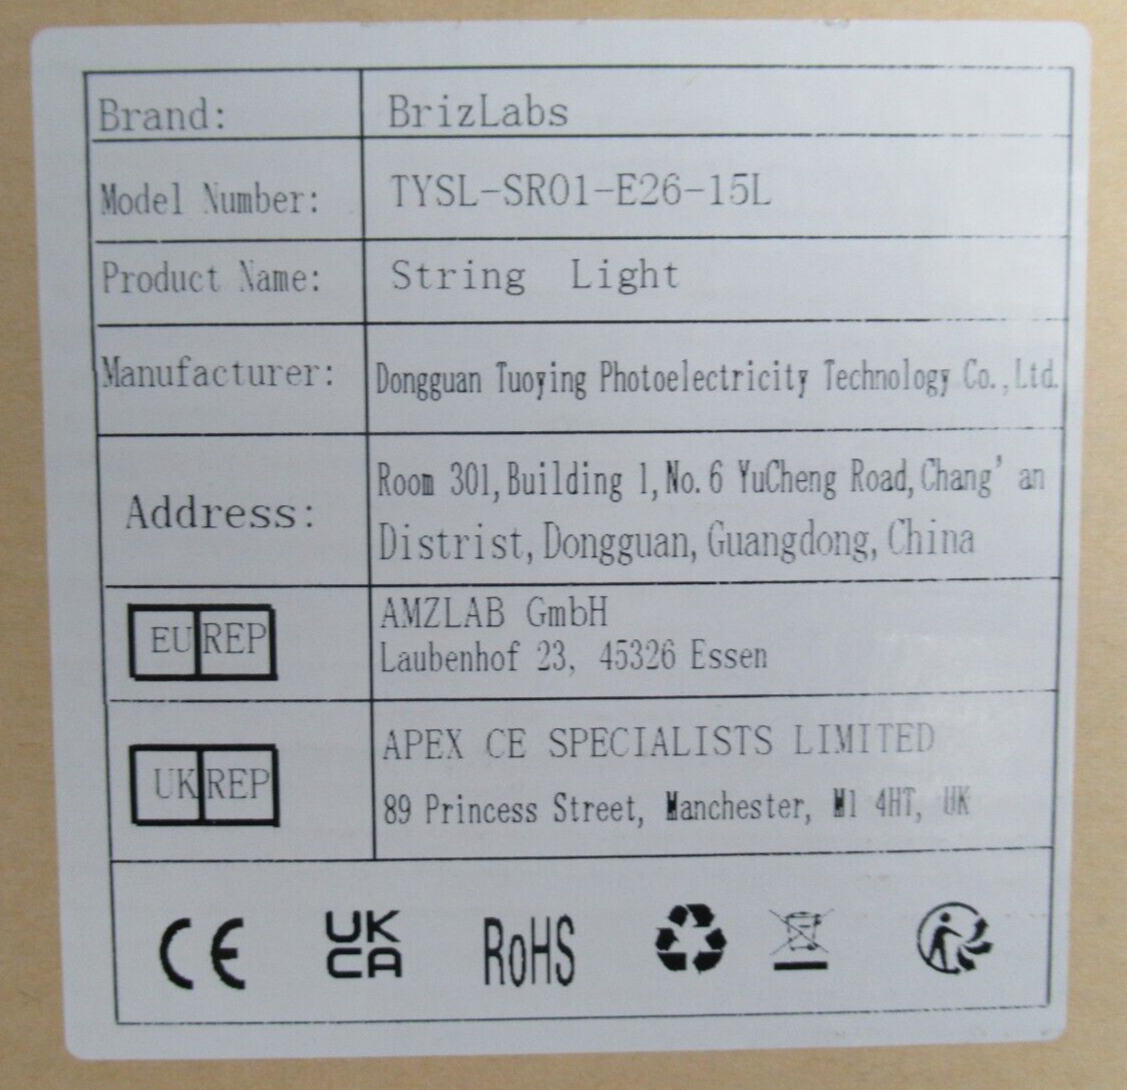 Brand: BrizLabs
Model Number: TYSL-SR01-E26-15L
Product Name: String Light
Manufacturer: Dongguan Tuoying Photoelectricity Technology Co.,Ltd.
Address: Room 301,Building 1,No.6 YuCheng Road,Chang'an
Distrist,Dongguan,Guangdong,China
EU REP AMZLAB GmbH
Laubenhof 23, 45326 Essen
UK REP APEX CE SPECIALISTS LIMITED
89 Princess Street, Manchester, M1 4HT, UK
CE UK CA RoHS